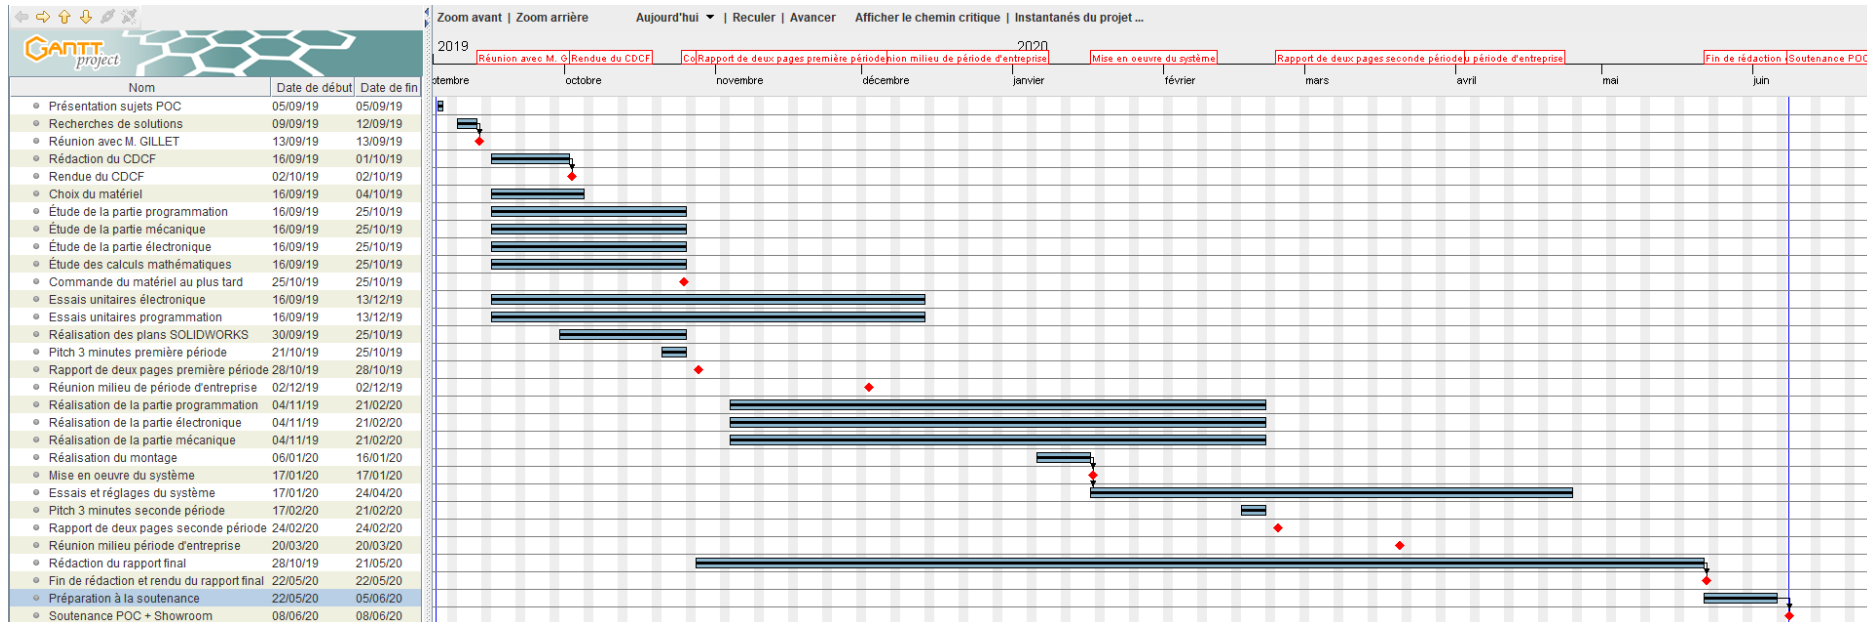 Zoom avant | Zoom arrière Aujourd'hui | Reculer | Avancer Afficher le chemin critique | Instantanés du projet ...
GANTT
project
2019 2020
Réunion avec M. G Rendue du CDCF Co Rapport de deux pages première période nion milieu de période d'entreprise Mise en oeuvre du système Rapport de deux pages seconde période u période d'entreprise Fin de rédaction Soutenance POC
ptembre octobre novembre décembre janvier février mars avril mai juin
Nom Date de début Date de fin
Présentation sujets POC 05/09/19 05/09/19
Recherches de solutions 09/09/19 12/09/19
Réunion avec M. GILLET 13/09/19 13/09/19
Rédaction du CDCF 16/09/19 01/10/19
Rendue du CDCF 02/10/19 02/10/19
Choix du matériel 16/09/19 04/10/19
Étude de la partie programmation 16/09/19 25/10/19
Étude de la partie mécanique 16/09/19 25/10/19
Étude de la partie électronique 16/09/19 25/10/19
Étude des calculs mathématiques 16/09/19 25/10/19
Commande du matériel au plus tard 25/10/19 25/10/19
Essais unitaires électronique 16/09/19 13/12/19
Essais unitaires programmation 16/09/19 13/12/19
Réalisation des plans SOLIDWORKS 30/09/19 25/10/19
Pitch 3 minutes première période 21/10/19 25/10/19
Rapport de deux pages première période 28/10/19 28/10/19
Réunion milieu de période d'entreprise 02/12/19 02/12/19
Réalisation de la partie programmation 04/11/19 21/02/20
Réalisation de la partie électronique 04/11/19 21/02/20
Réalisation de la partie mécanique 04/11/19 21/02/20
Réalisation du montage 06/01/20 16/01/20
Mise en oeuvre du système 17/01/20 17/01/20
Essais et réglages du système 17/01/20 24/04/20
Pitch 3 minutes seconde période 17/02/20 21/02/20
Rapport de deux pages seconde période 24/02/20 24/02/20
Réunion milieu période d'entreprise 20/03/20 20/03/20
Rédaction du rapport final 28/10/19 21/05/20
Fin de rédaction et rendu du rapport final 22/05/20 22/05/20
Préparation à la soutenance 22/05/20 05/06/20
Soutenance POC + Showroom 08/06/20 08/06/20